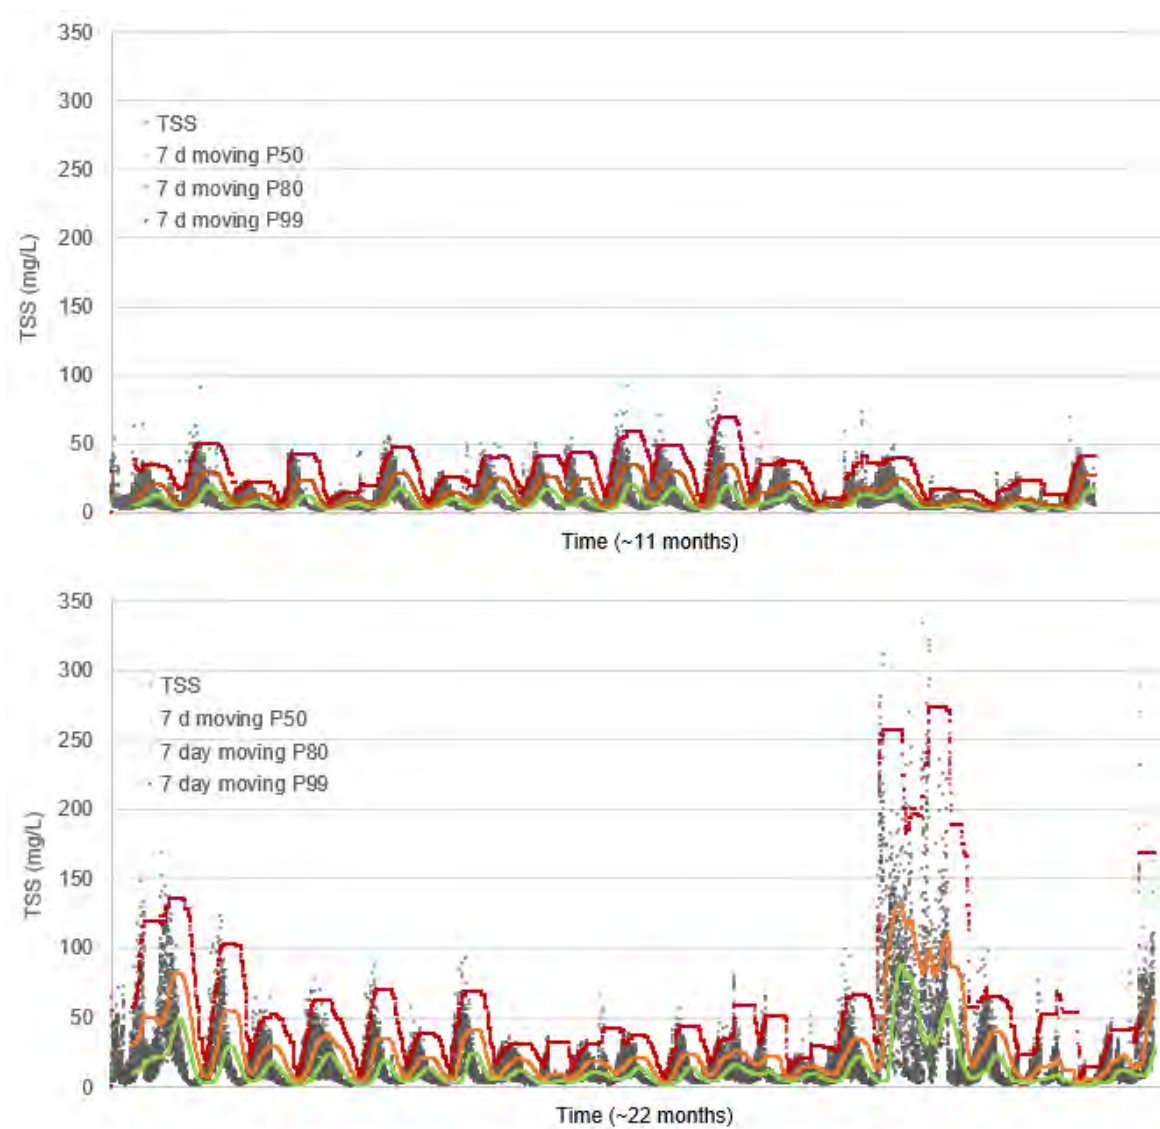 350
300
TSS
7 d moving P50
250
7 d moving P80
7 d moving P99
200
TSS (mg/L)
150
100
50
0
Time (~11 months)
350
300
TSS
7 d moving P50
250
7 day moving P80
7 day moving P99
200
TSS (mg/L)
150
100
50
0
Time (~22 months)